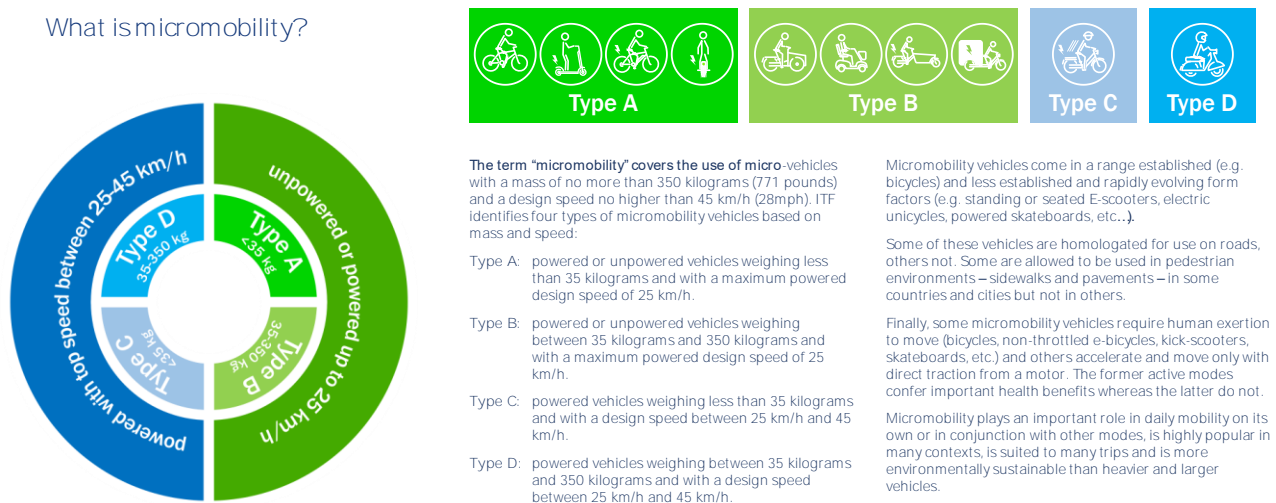 What is micromobility?
powered with top speed between 25-45 km/h
unpowered or powered up to 25 km/h
Type D
35-350 kg
Type A
<35 kg
Type C
<35 kg
Type B
35-350 kg
Type A
Type B
Type C
Type D
The term “micromobility” covers the use of micro-vehicles
with a mass of no more than 350 kilograms (771 pounds)
and a design speed no higher than 45 km/h (28mph). ITF
identifies four types of micromobility vehicles based on
mass and speed:
Type A: powered or unpowered vehicles weighing less
than 35 kilograms and with a maximum powered
design speed of 25 km/h.
Type B: powered or unpowered vehicles weighing
between 35 kilograms and 350 kilograms and
with a maximum powered design speed of 25
km/h.
Type C: powered vehicles weighing less than 35 kilograms
and with a design speed between 25 km/h and 45
km/h.
Type D: powered vehicles weighing between 35 kilograms
and 350 kilograms and with a design speed
between 25 km/h and 45 km/h.
Micromobility vehicles come in a range established (e.g.
bicycles) and less established and rapidly evolving form
factors (e.g. standing or seated E-scooters, electric
unicycles, powered skateboards, etc…).
Some of these vehicles are homologated for use on roads,
others not. Some are allowed to be used in pedestrian
environments – sidewalks and pavements – in some
countries and cities but not in others.
Finally, some micromobility vehicles require human exertion
to move (bicycles, non-throttled e-bicycles, kick-scooters,
skateboards, etc.) and others accelerate and move only with
direct traction from a motor. The former active modes
confer important health benefits whereas the latter do not.
Micromobility plays an important role in daily mobility on its
own or in conjunction with other modes, is highly popular in
many contexts, is suited to many trips and is more
environmentally sustainable than heavier and larger
vehicles.